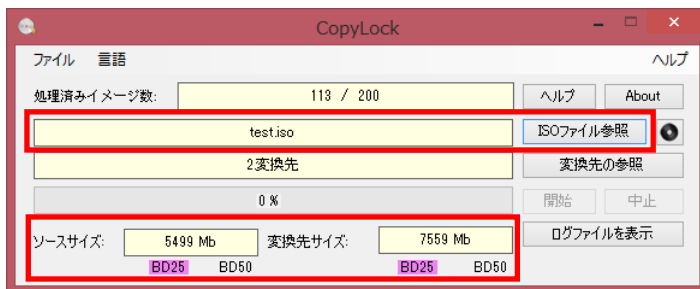 CopyLock
ファイル 言語 ヘルプ
処理済みイメージ数: 113 / 200 ヘルプ About
test.iso ISOファイル参照
2変換先 変換先の参照
0 % 開始 中止
ソースサイズ: 5499 Mb 変換先サイズ: 7559 Mb ログファイルを表示
BD25 BD50 BD25 BD50